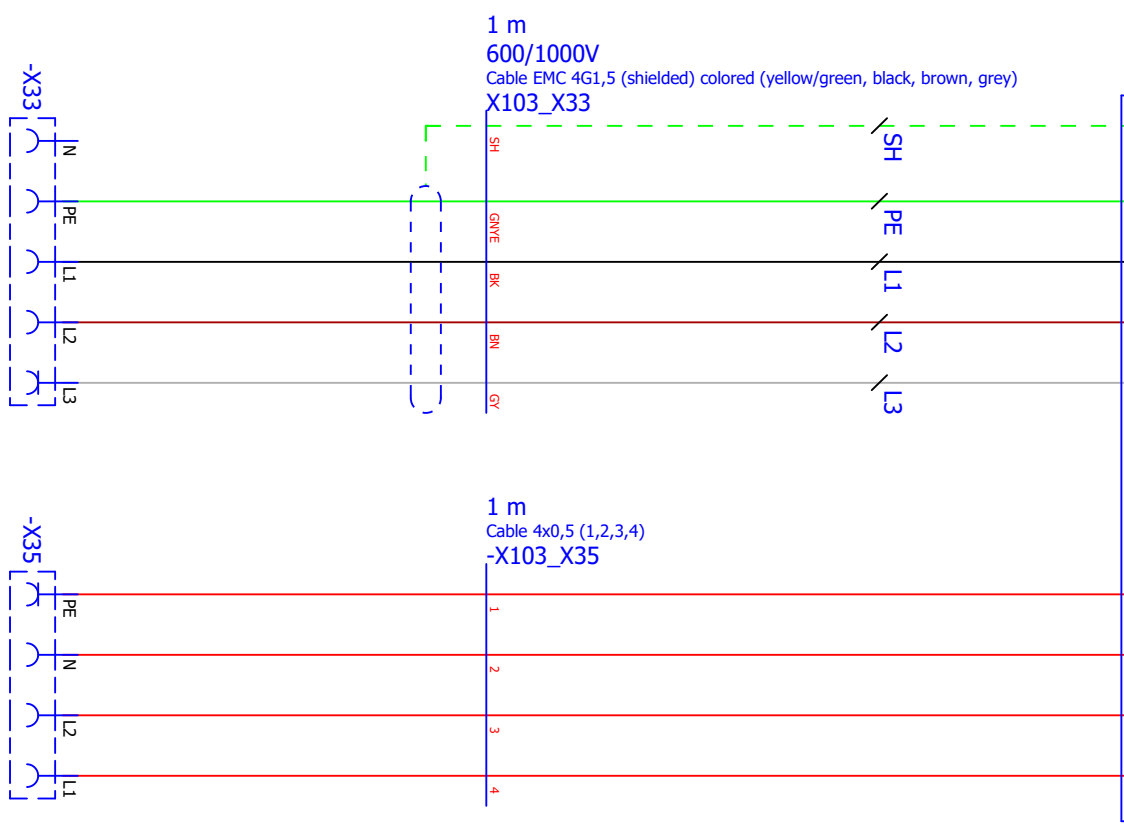 1 m
600/1000V
Cable EMC 4G1,5 (shielded) colored (yellow/green, black, brown, grey)
X103_X33
-X33
N
SH
SH
PE
GNYE
PE
L1
BK
L1
L2
BN
L2
L3
GY
L3
1 m
Cable 4x0,5 (1,2,3,4)
-X103_X35
-X35
PE
1
N
2
L2
3
L1
4